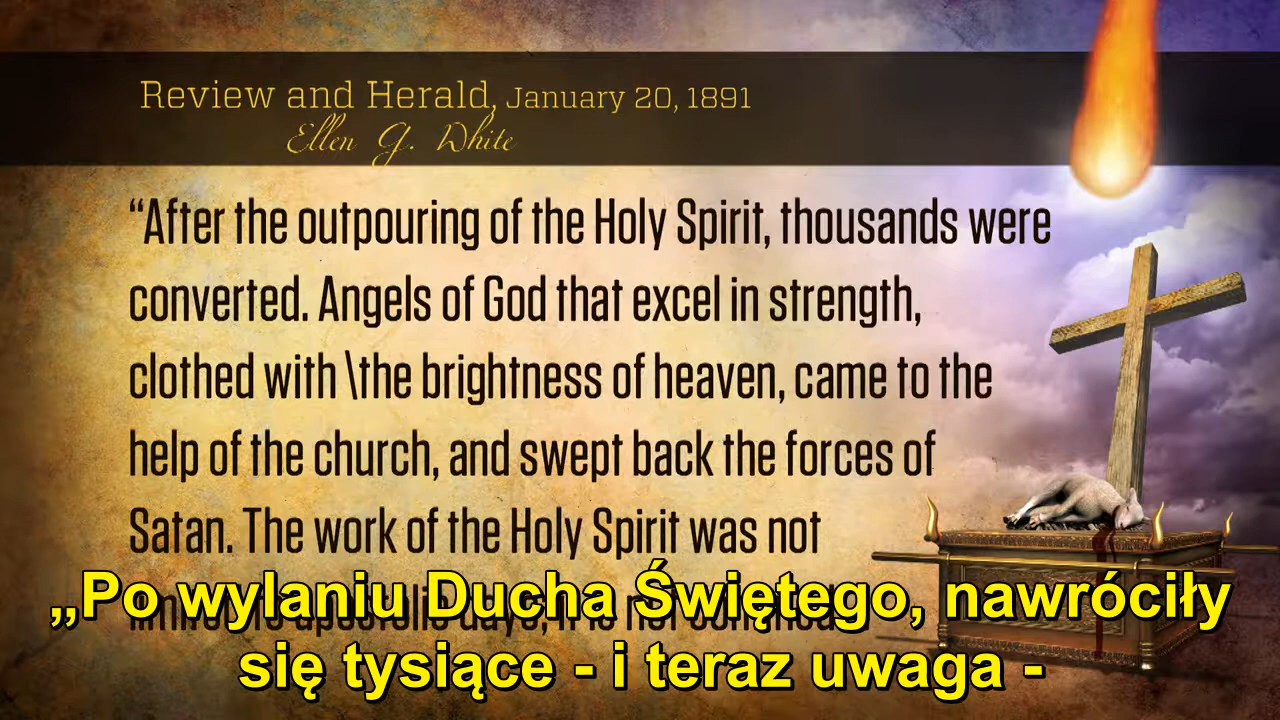 Review and Herald, January 20, 1891
Ellen G. White
“After the outpouring of the Holy Spirit, thousands were
converted. Angels of God that excel in strength,
clothed with \the brightness of heaven, came to the
help of the church, and swept back the forces of
Satan. The work of the Holy Spirit was not
„Po wylaniu Ducha Świętego, nawróciły
się tysiące - i teraz uwaga -